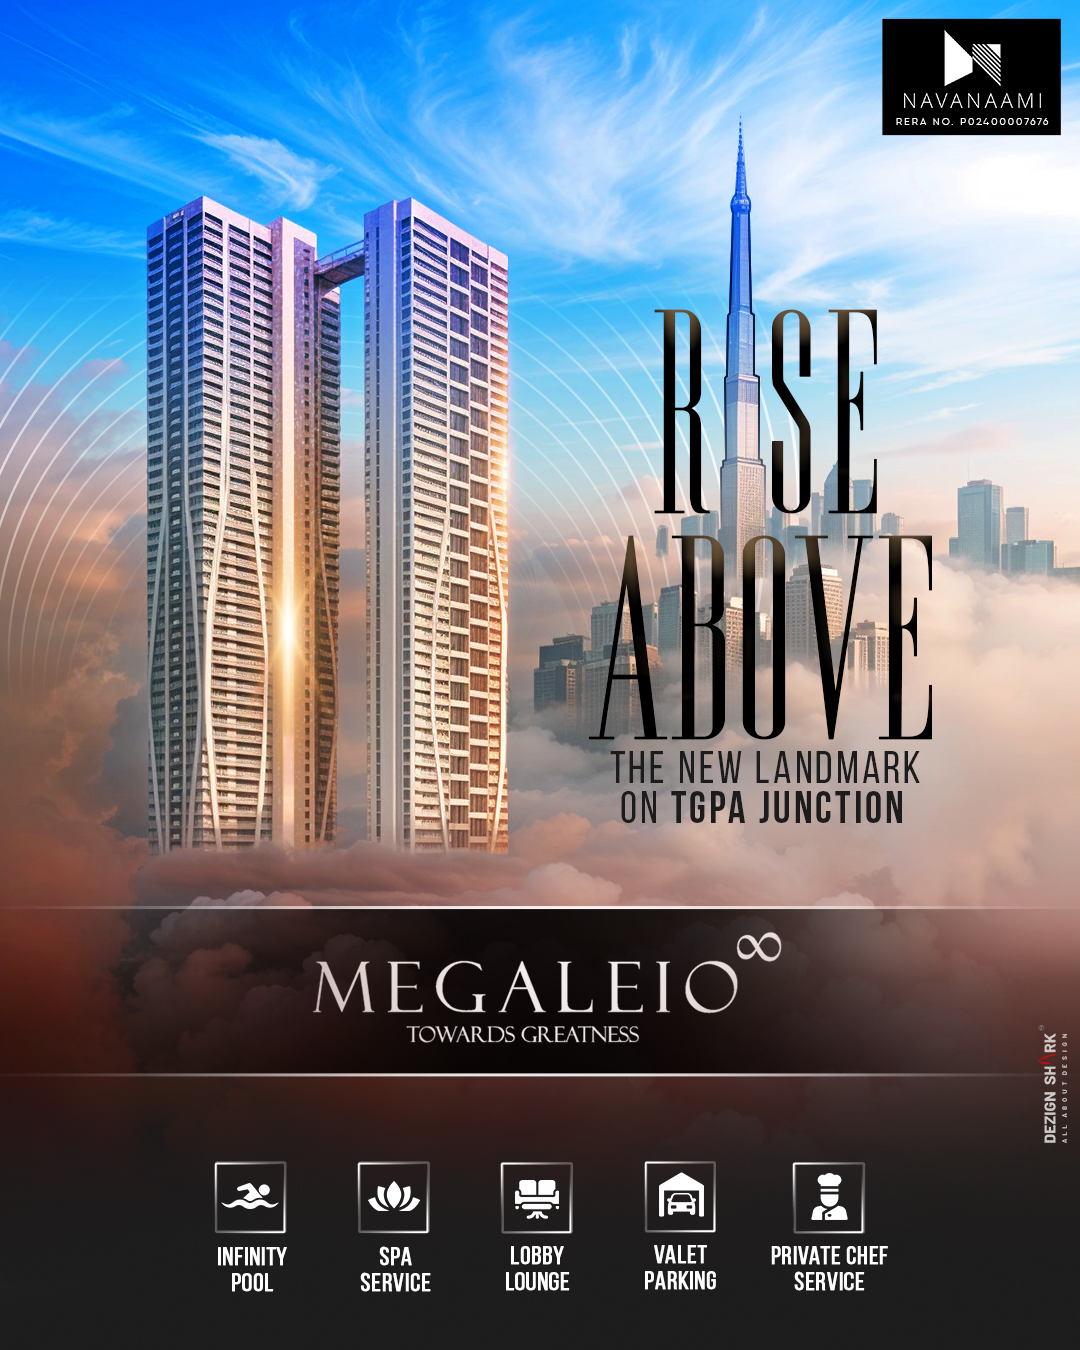 NAVANAAMI
RERA NO. P02400007676
RISE
ABOVE
THE NEW LANDMARK
ON TGPA JUNCTION
MEGALEIO∞
TOWARDS GREATNESS
DEZIGN SHARK®
ALL ABOUT DESIGN
INFINITY
POOL
SPA
SERVICE
LOBBY
LOUNGE
VALET
PARKING
PRIVATE CHEF
SERVICE